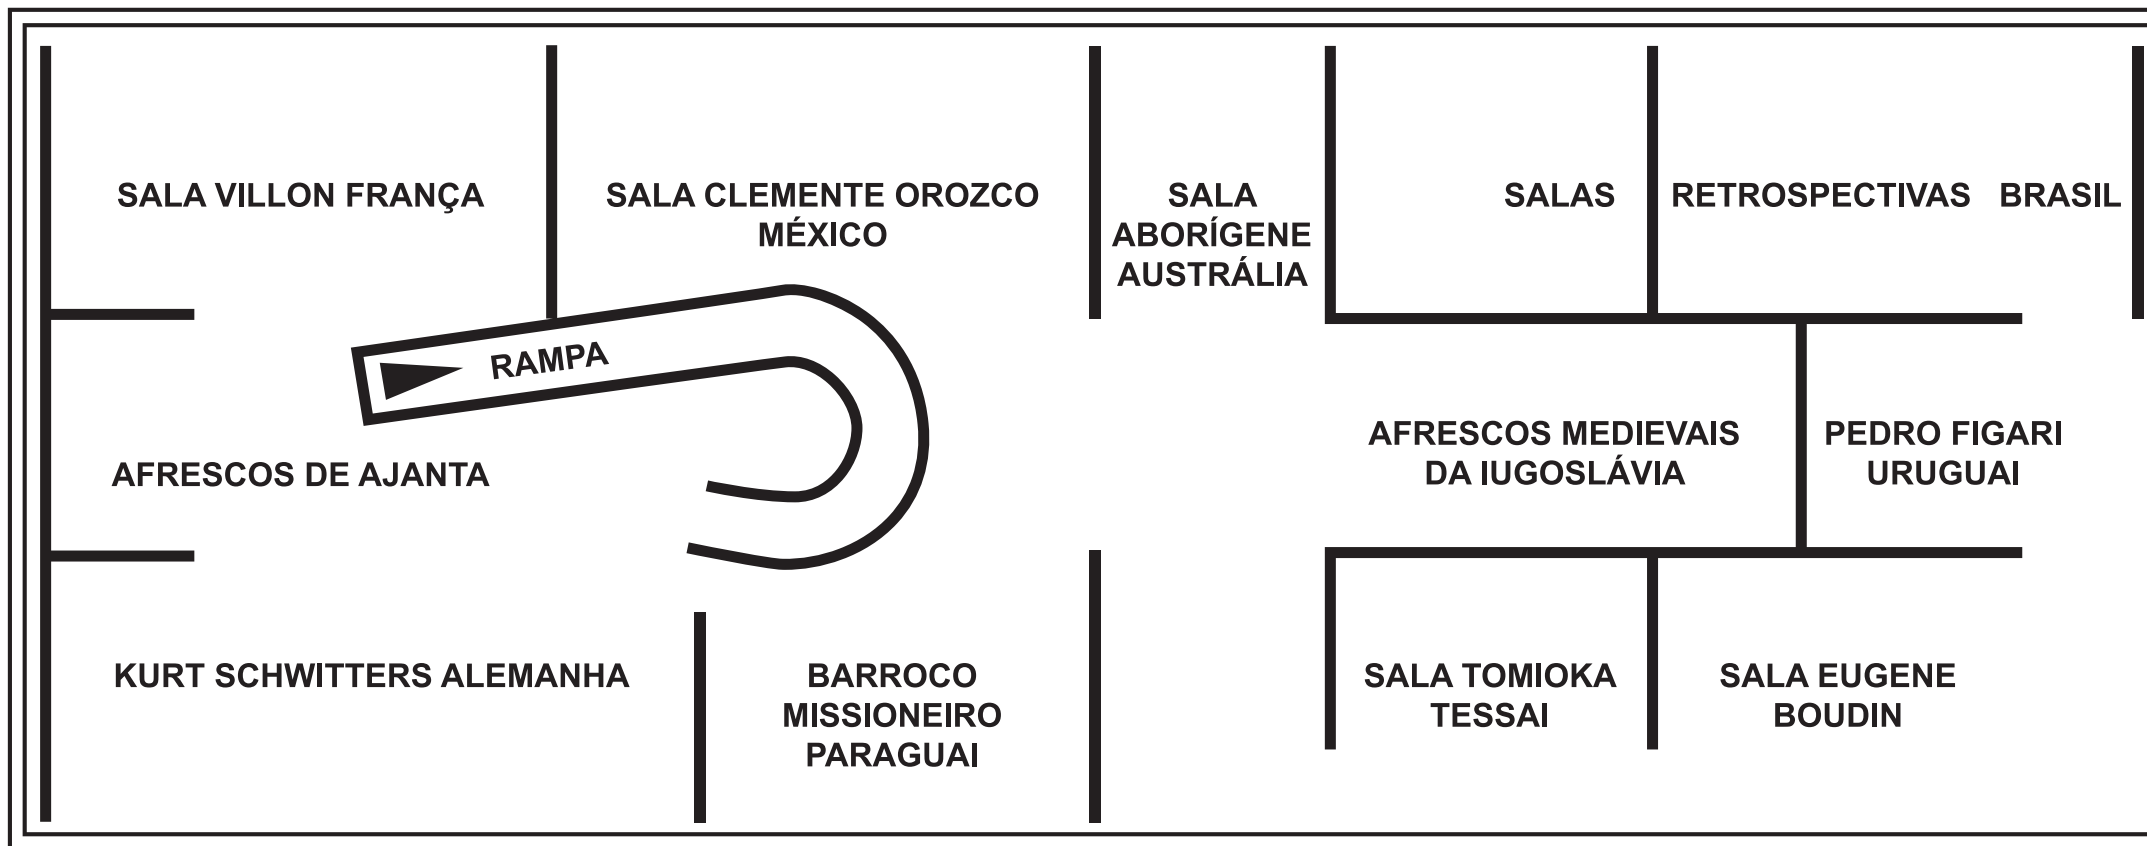 SALA VILLON FRANÇA
SALA CLEMENTE OROZCO
MÉXICO
SALA
ABORÍGENE
AUSTRÁLIA
SALAS
RETROSPECTIVAS BRASIL
RAMPA
AFRESCOS DE AJANTA
AFRESCOS MEDIEVAIS
DA IUGOSLÁVIA
PEDRO FIGARI
URUGUAI
KURT SCHWITTERS ALEMANHA
BARROCO
MISSIONEIRO
PARAGUAI
SALA TOMIOKA
TESSAI
SALA EUGENE
BOUDIN